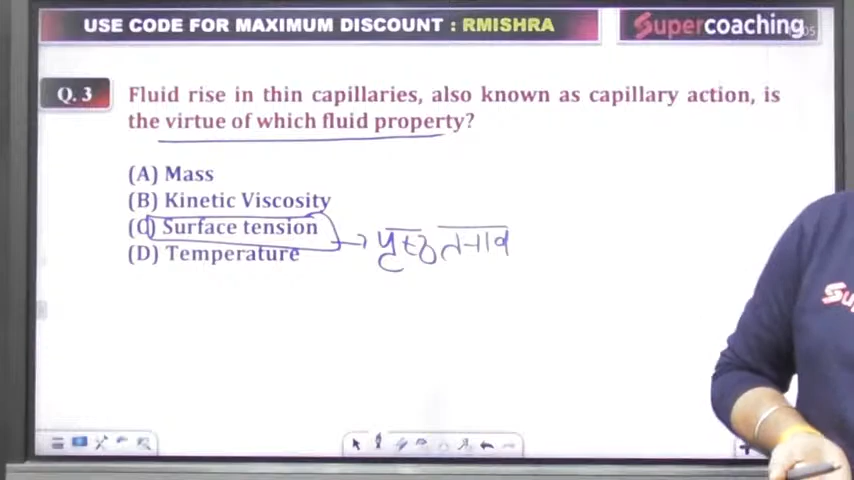 USE CODE FOR MAXIMUM DISCOUNT : RMISHRA
Supercoaching
Q. 3
Fluid rise in thin capillaries, also known as capillary action, is
the virtue of which fluid property?
(A) Mass
(B) Kinetic Viscosity
(C) Surface tension
पृष्ठ तनाव
(D) Temperature